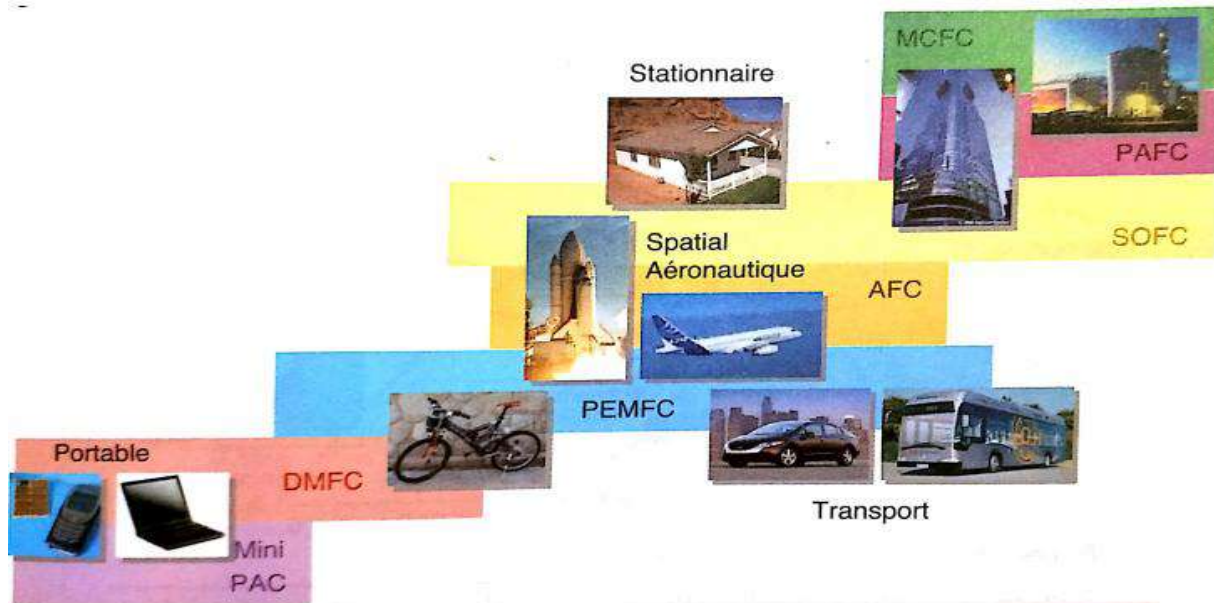 MCFC
Stationnaire
PAFC
SOFC
Spatial
Aéronautique
AFC
PEMFC
Portable
DMFC
Transport
Mini
PAC